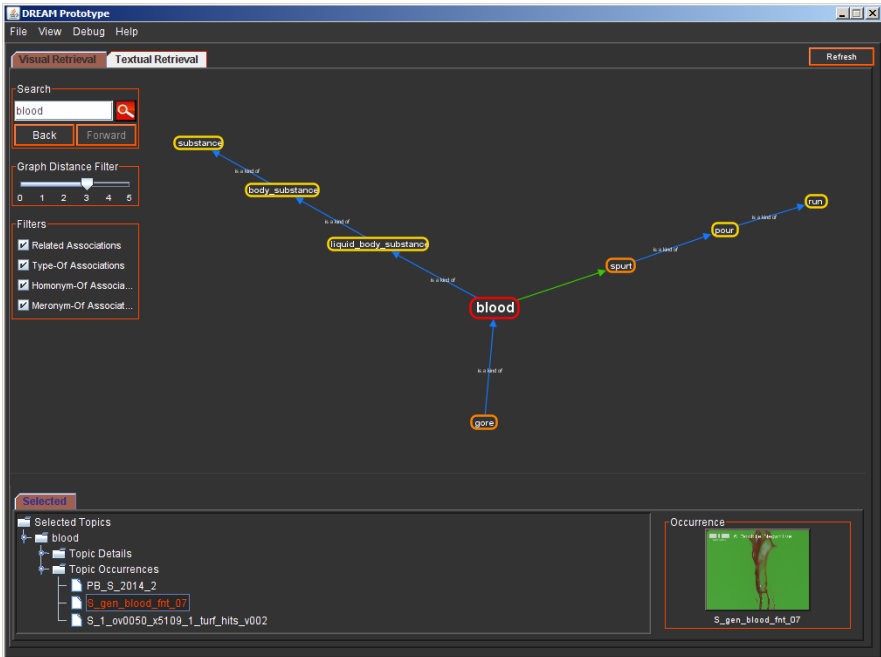 DREAM Prototype
File View Debug Help
Visual Retrieval
Textual Retrieval
Refresh
Search
blood
Back
Forward
Graph Distance Filter
0 1 2 3 4 5
Filters
Related Associations
Type-Of Associations
Homonym-Of Associa...
Meronym-Of Associat...
substance
is a kind of
body_substance
is a kind of
liquid_body_substance
is a kind of
blood
run
is a kind of
pour
is a kind of
spurt
is a kind of
gore
Selected
Selected Topics
blood
Topic Details
Topic Occurrences
PB_S_2014_2
S_gen_blood_fnt_07
S_1_ov0050_x5109_1_turf_hits_v002
Occurrence
S_gen_blood_fnt_07